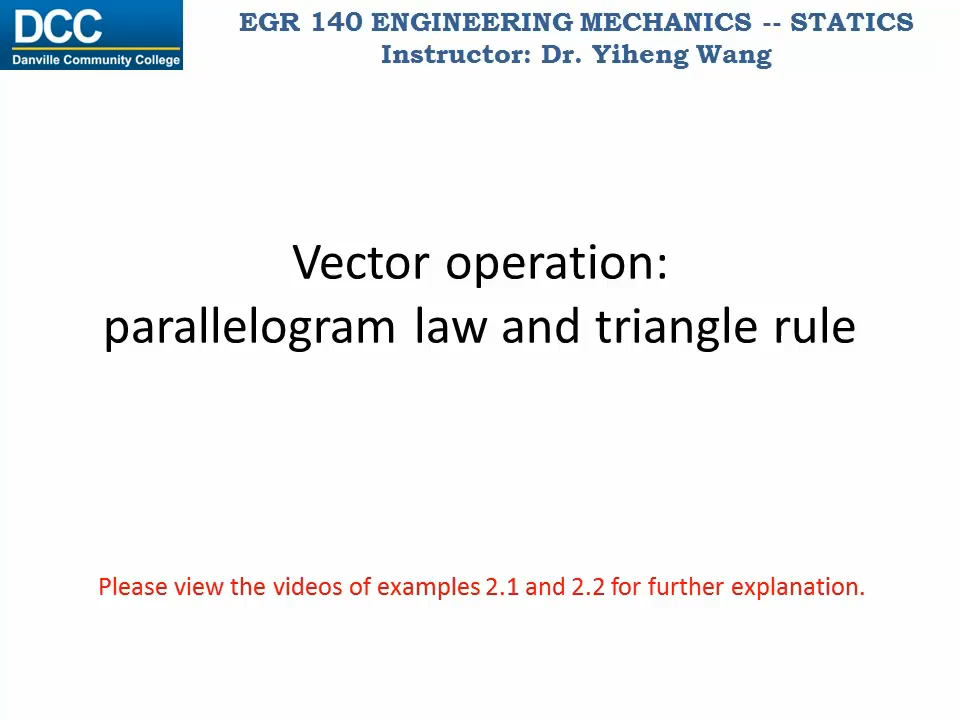 DCC
Danville Community College
EGR 140 ENGINEERING MECHANICS -- STATICS
Instructor: Dr. Yiheng Wang
Vector operation:
parallelogram law and triangle rule
Please view the videos of examples 2.1 and 2.2 for further explanation.